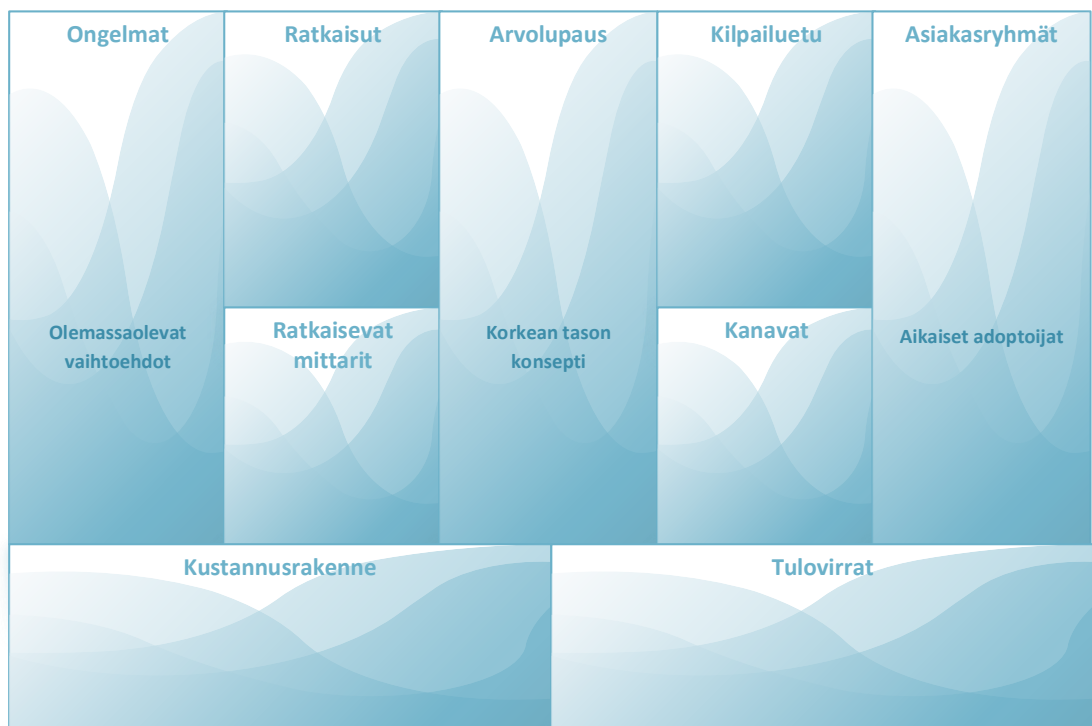 Ongelmat
Olemassaolevat
vaihtoehdot
Ratkaisut
Ratkaisevat
mittarit
Arvolupaus
Korkean tason
konsepti
Kilpailuetu
Kanavat
Asiakasryhmät
Aikaiset adoptoijat
Kustannusrakenne
Tulovirrat